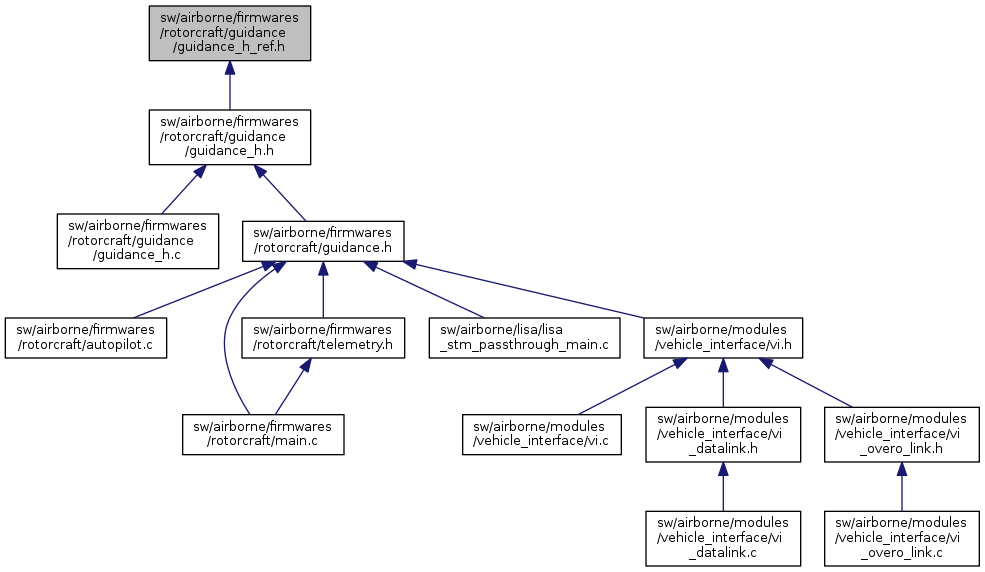 sw/airborne/firmwares
/rotorcraft/guidance
/guidance_h_ref.h
sw/airborne/firmwares
/rotorcraft/guidance
/guidance_h.h
sw/airborne/firmwares
/rotorcraft/guidance
/guidance_h.c
sw/airborne/firmwares
/rotorcraft/guidance.h
sw/airborne/firmwares
/rotorcraft/autopilot.c
sw/airborne/firmwares
/rotorcraft/telemetry.h
sw/airborne/lisa/lisa
_stm_passthrough_main.c
sw/airborne/modules
/vehicle_interface/vi.h
sw/airborne/firmwares
/rotorcraft/main.c
sw/airborne/modules
/vehicle_interface/vi.c
sw/airborne/modules
/vehicle_interface/vi
_datalink.h
sw/airborne/modules
/vehicle_interface/vi
_overo_link.h
sw/airborne/modules
/vehicle_interface/vi
_datalink.c
sw/airborne/modules
/vehicle_interface/vi
_overo_link.c